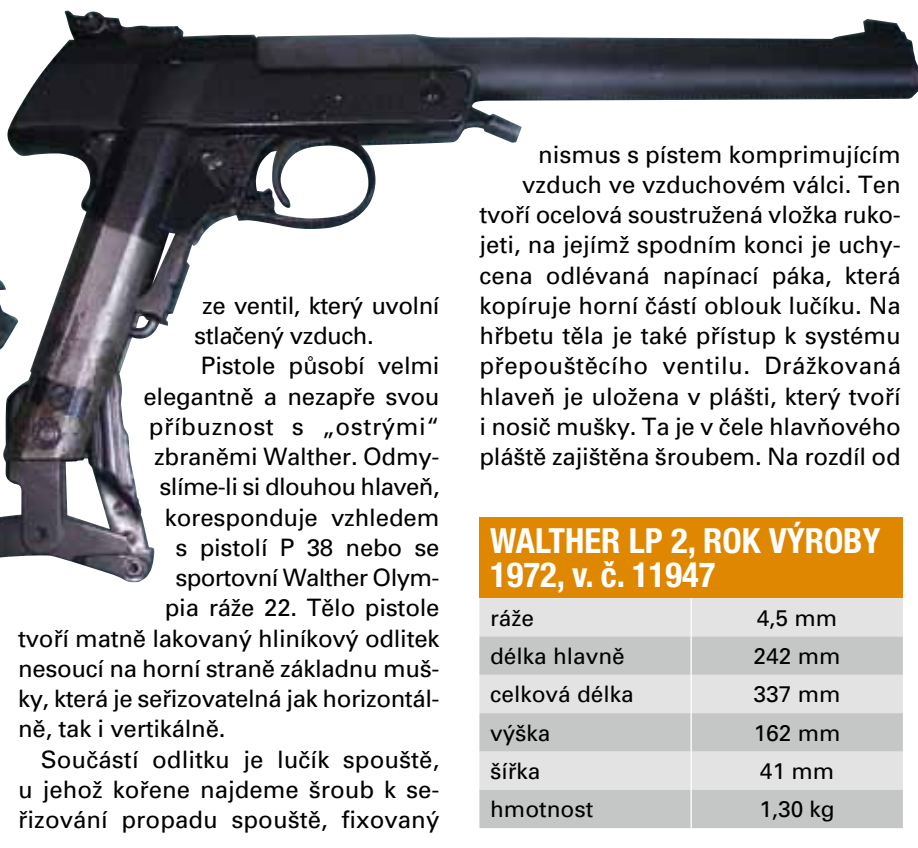 ze ventil, který uvolní
stlačený vzduch.
Pistole působí velmi
elegantně a nezapře svou
příbuznost s „ostrými“
zbraněmi Walther. Odmy-
slíme-li si dlouhou hlaveň,
koresponduje vzhledem
s pistolí P 38 nebo se
sportovní Walther Olym-
pia ráže 22. Tělo pistole
tvoří matně lakovaný hliníkový odlitek
nesoucí na horní straně základnu muš-
ky, která je seřizovatelná jak horizontál-
ně, tak i vertikálně.
Součástí odlitku je lučík spouště,
u jehož kořene najdeme šroub k se-
řizování propadu spouště, fixovaný
nismus s pístem komprimujícím
vzduch ve vzduchovém válci. Ten
tvoří ocelová soustružená vložka ruko-
jeti, na jejímž spodním konci je uchy-
cena odlévaná napínací páka, která
kopíruje horní částí oblouk lučíku. Na
hřbetu těla je také přístup k systému
přepouštěcího ventilu. Drážkovaná
hlaveň je uložena v plášti, který tvoří
i nosič mušky. Ta je v čele hlavňového
pláště zajištěna šroubem. Na rozdíl od
WALTHER LP 2, ROK VÝROBY
1972, v. č. 11947
ráže 4,5 mm
délka hlavně 242 mm
celková délka 337 mm
výška 162 mm
šířka 41 mm
hmotnost 1,30 kg